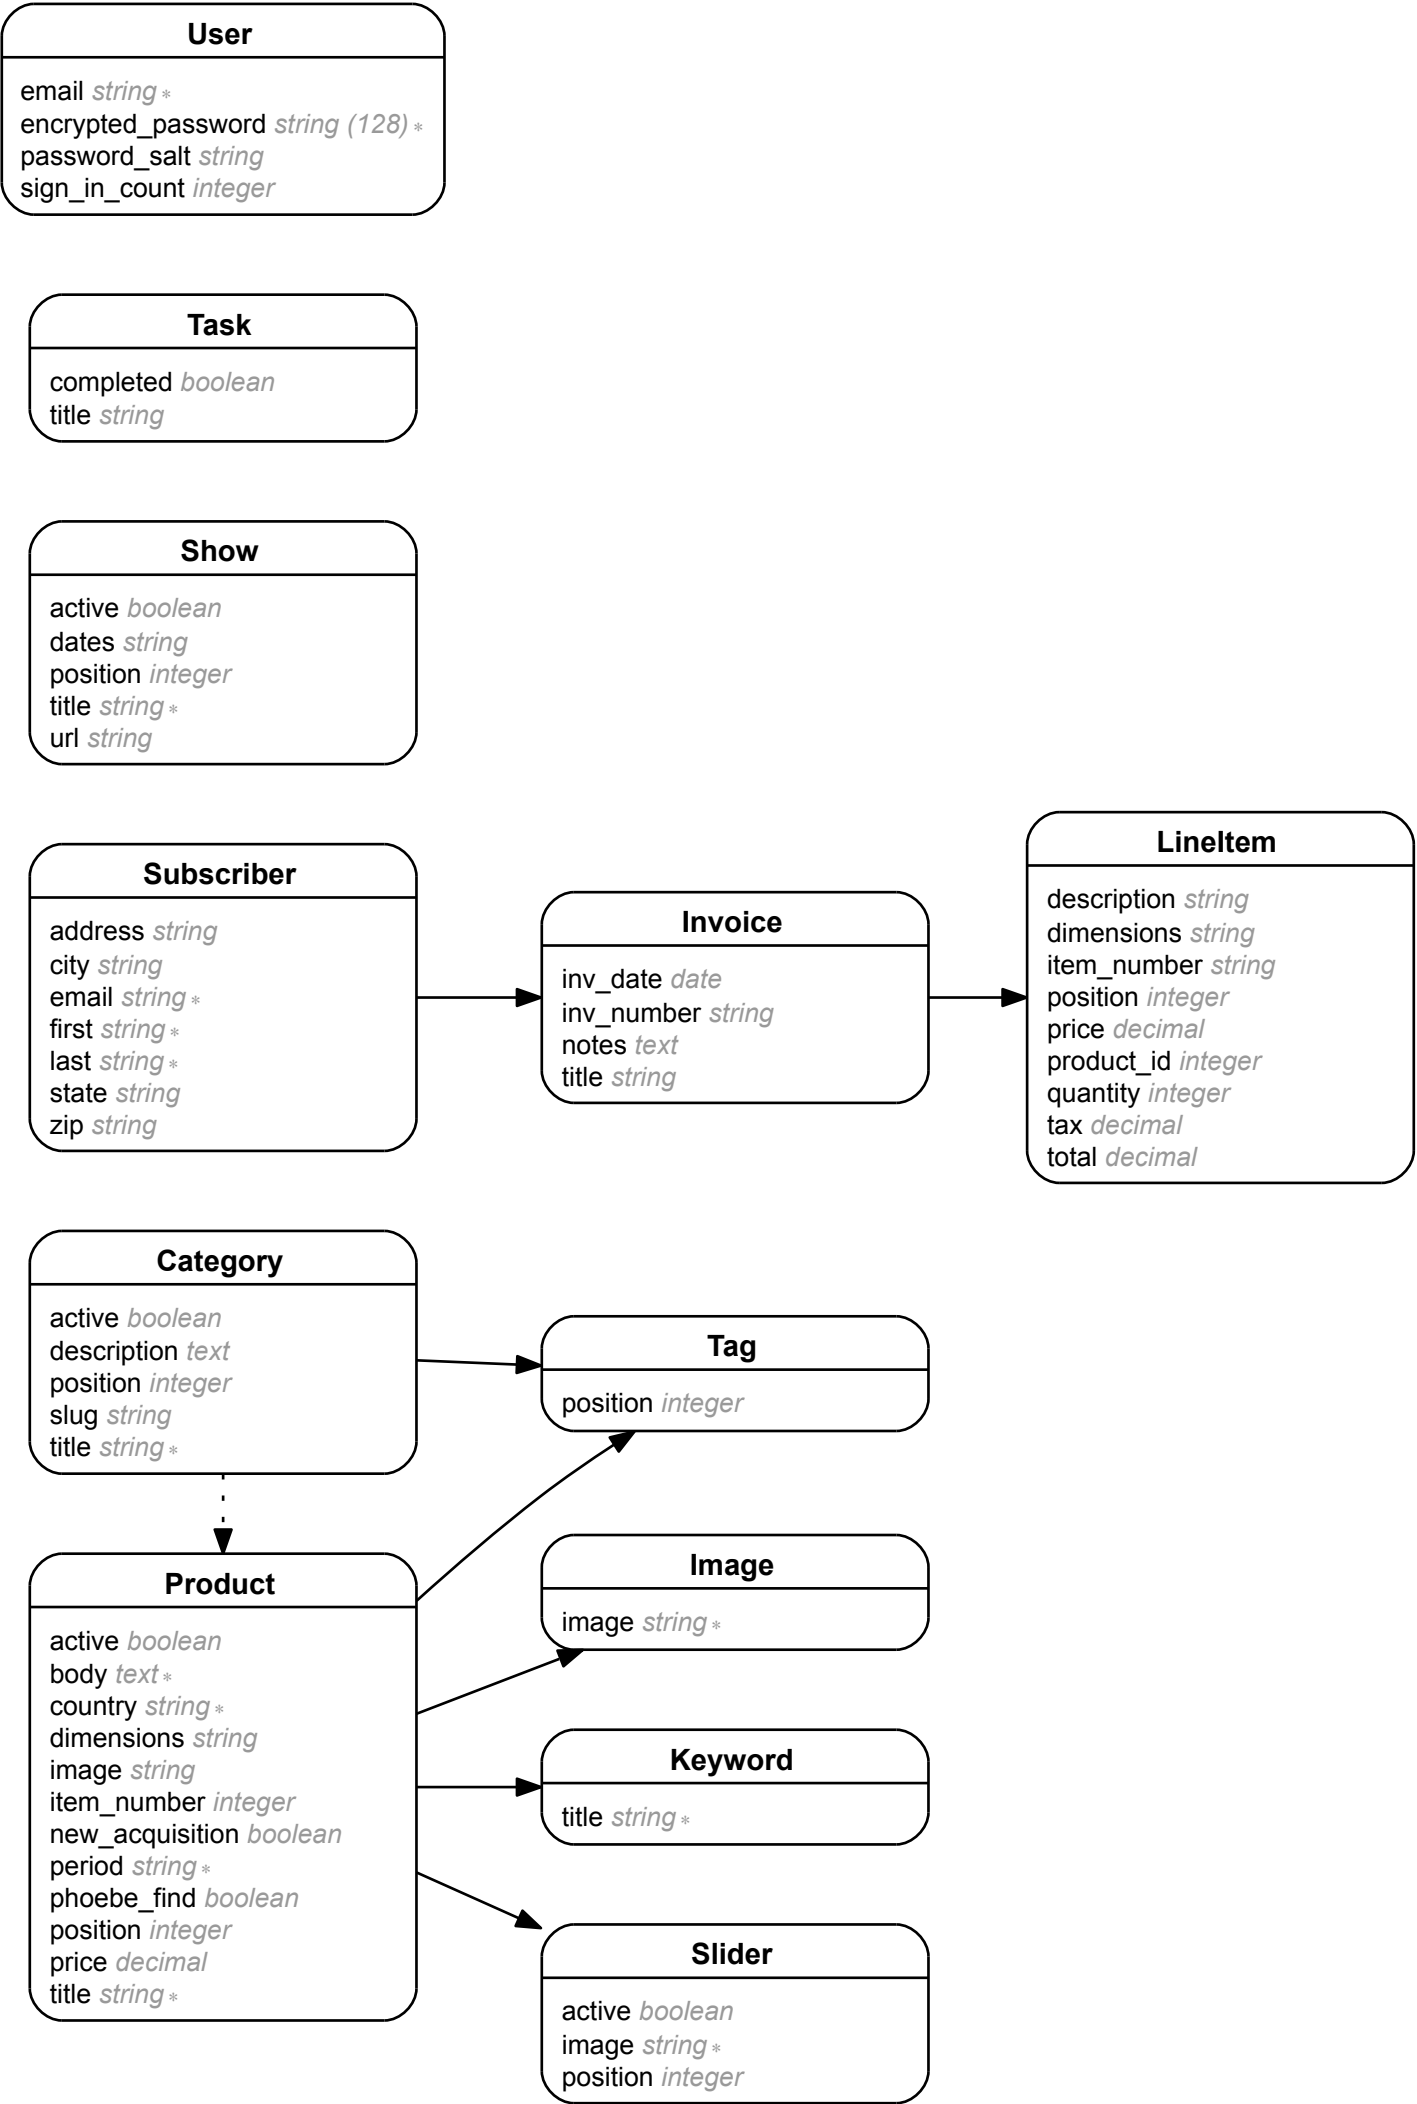 User
email string *
encrypted_password string (128) *
password_salt string
sign_in_count integer
Task
completed boolean
title string
Show
active boolean
dates string
position integer
title string *
url string
Subscriber
address string
city string
email string *
first string *
last string *
state string
zip string
Invoice
inv_date date
inv_number string
notes text
title string
LineItem
description string
dimensions string
item_number string
position integer
price decimal
product_id integer
quantity integer
tax decimal
total decimal
Category
active boolean
description text
position integer
slug string
title string *
Tag
position integer
Product
active boolean
body text *
country string *
dimensions string
image string
item_number integer
new_acquisition boolean
period string *
phoebe_find boolean
position integer
price decimal
title string *
Image
image string *
Keyword
title string *
Slider
active boolean
image string *
position integer